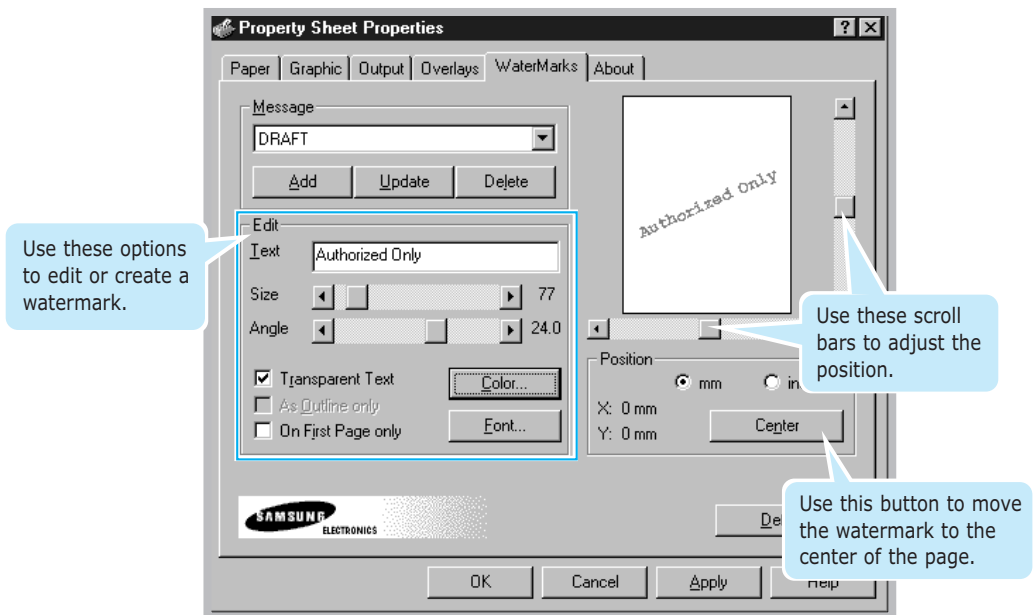 Property Sheet Properties
Paper Graphic Output Overlays WaterMarks About
Message
DRAFT
Add Update Delete
Edit
Text Authorized Only
Size 77
Angle 24.0
Transparent Text Color...
As Outline only
On First Page only Font...
Use these options
to edit or create a
watermark.
Authorized Only
Use these scroll
bars to adjust the
position.
Position
mm in
X: 0 mm
Y: 0 mm
Center
Use this button to move
the watermark to the
center of the page.
SAMSUNG
ELECTRONICS
De
OK Cancel Apply Help